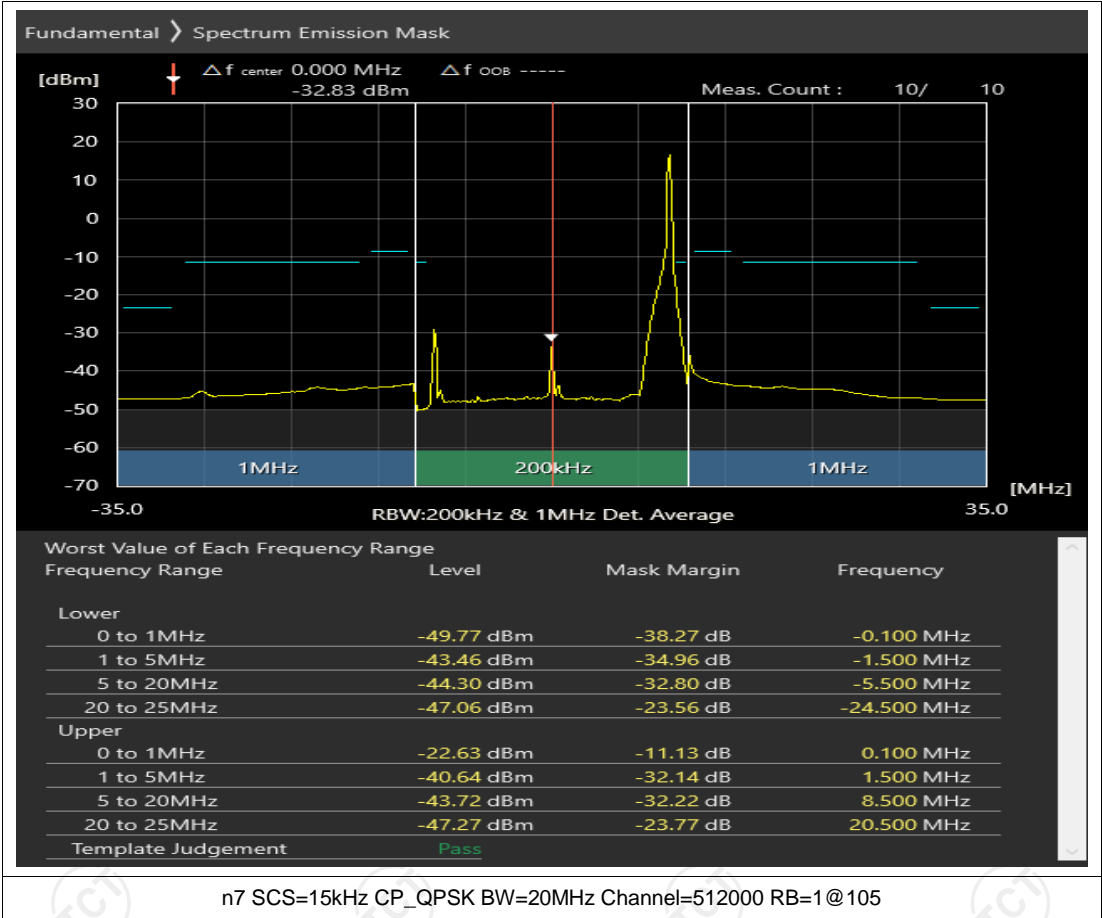 Fundamental ❯ Spectrum Emission Mask
[dBm] △f center 0.000 MHz △f OOB -----
-32.83 dBm Meas. Count : 10/ 10
30
20
10
0
-10
-20
-30
-40
-50
-60
-70
1MHz 200kHz 1MHz
[MHz]
-35.0 RBW:200kHz & 1MHz Det. Average 35.0
Worst Value of Each Frequency Range
Frequency Range Level Mask Margin Frequency
Lower
0 to 1MHz -49.77 dBm -38.27 dB -0.100 MHz
1 to 5MHz -43.46 dBm -34.96 dB -1.500 MHz
5 to 20MHz -44.30 dBm -32.80 dB -5.500 MHz
20 to 25MHz -47.06 dBm -23.56 dB -24.500 MHz
Upper
0 to 1MHz -22.63 dBm -11.13 dB 0.100 MHz
1 to 5MHz -40.64 dBm -32.14 dB 1.500 MHz
5 to 20MHz -43.72 dBm -32.22 dB 8.500 MHz
20 to 25MHz -47.27 dBm -23.77 dB 20.500 MHz
Template Judgement Pass
n7 SCS=15kHz CP_QPSK BW=20MHz Channel=512000 RB=1@105
TCT TCT TCT TCT